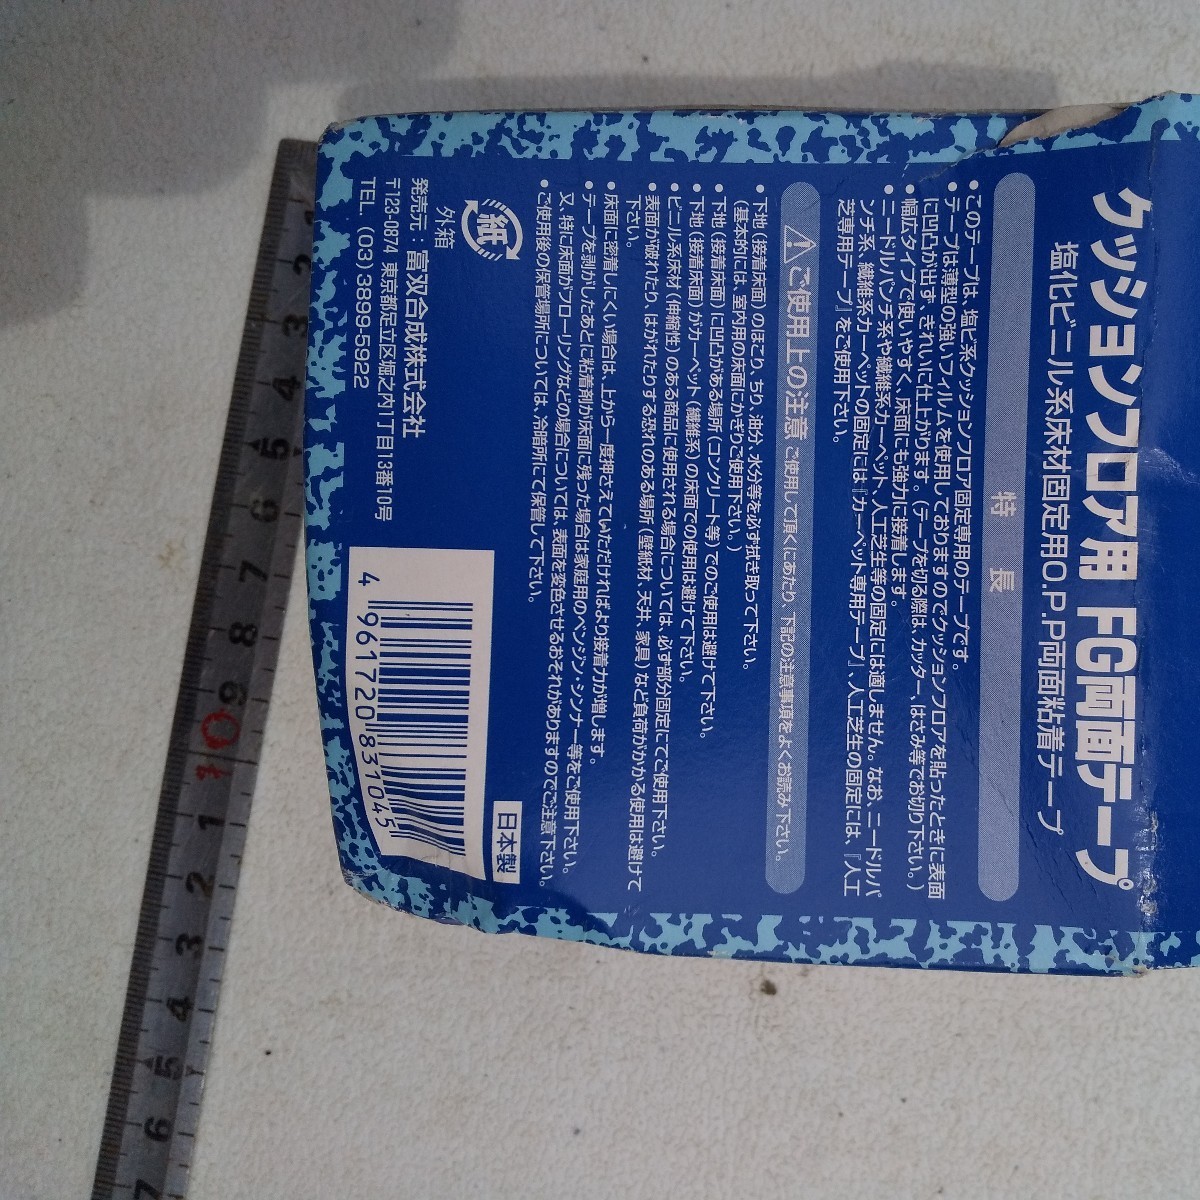 クッションフロア用 FG両面テープ
塩化ビニル系床材固定用O.P.P両面粘着テープ
特長
•このテープは、塩ビ系クッションフロア固定専用のテープです。
•テープは薄型の強いフィルムを使用しておりますので、クッションフロアを貼ったときに表面
に凹凸が出ず、きれいに仕上がります。(テープを切る際は、カッター、はさみ等でお切り下さい。)
•幅広タイプで使いやすく、床面にも強力に接着します。
•ニードルパンチ系や繊維系カーペット、人工芝生等の固定には適しません。なお、ニードルパ
ンチ系、繊維系カーペットの固定には『カーペット専用テープ』、人工芝生の固定には、『人工
芝専用テープ』をご使用下さい。
⚠ご使用上の注意 ご使用して頂くにあたり、下記の注意事項をよくお読み下さい。
•下地(接着床面)のほこり、ちり、油分、水分等を必ず拭き取って下さい。
(基本的には、室内用の床面にかぎりご使用下さい。)
•下地(接着床面)に凹凸がある場所(コンクリート等)でのご使用は避けて下さい。
•下地(接着床面)がカーペット(繊維系)の床面での使用は避けて下さい。
•ビニル系床材(伸縮性)のある商品に使用される場合については、必ず部分固定にてご使用下さい。
•表面が破れたり、はがれたりする恐れのある場所(壁紙材、天井、家具)など負荷がかかる使用は避けて
下さい。
•床面に密着しにくい場合は、上から一度押さえていただければより接着力が増します。
•テープを剥がしたあとに粘着剤が床面に残った場合は家庭用のベンジン・シンナー等をご使用下さい。
又、特に床面がフローリングなどの場合については、表面を変色させるおそれがありますのでご注意下さい。
•ご使用後の保管場所については、冷暗所にて保管して下さい。
紙
外箱
発売元:富双合成株式会社
〒123-0874 東京都足立区堀之内1丁目13番10号
TEL. (03)3899-5922
日本製
4 961720 831045
2 3 4 5 6 7 8 9 10 1 2 3 4 5 6 7